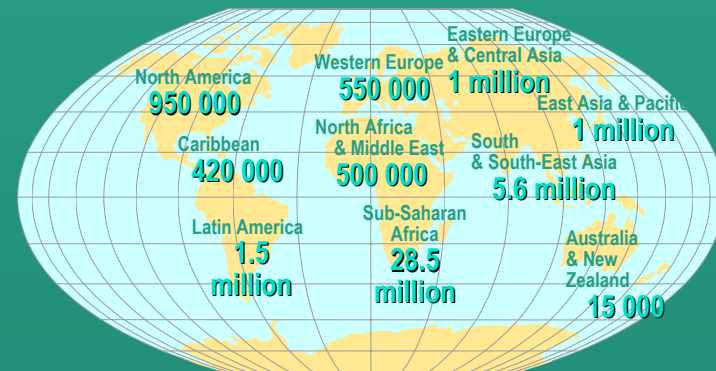 Eastern Europe
& Central Asia
1 million
Western Europe
550 000
North America
950 000
East Asia & Pacific
1 million
North Africa
& Middle East
500 000
South
& South-East Asia
5.6 million
Caribbean
420 000
Sub-Saharan
Africa
28.5
million
Latin America
1.5
million
Australia
& New
Zealand
15 000